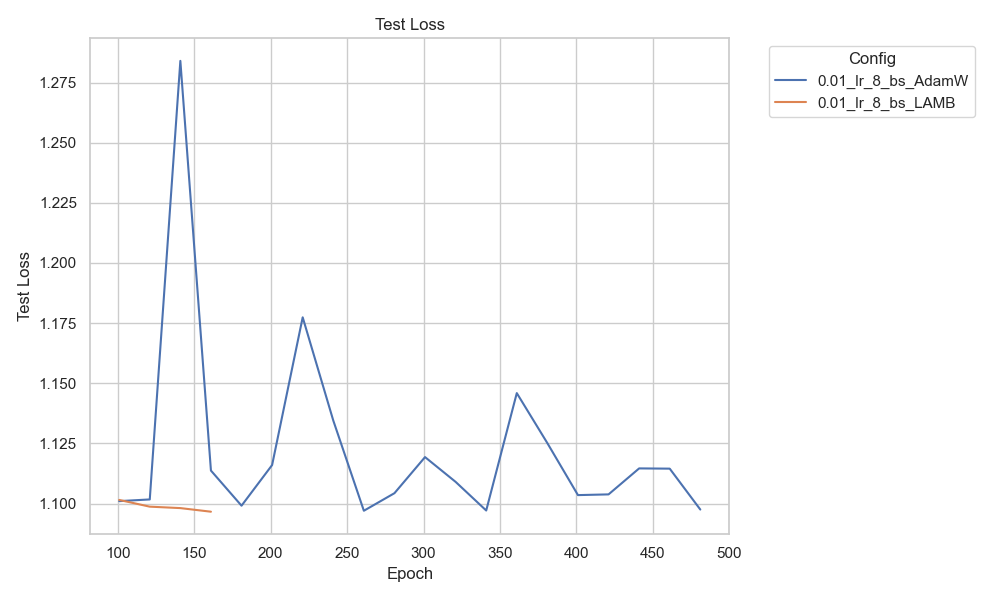 Test Loss
Config
0.01_lr_8_bs_AdamW
0.01_lr_8_bs_LAMB
Test Loss
1.275
1.250
1.225
1.200
1.175
1.150
1.125
1.100
100 150 200 250 300 350 400 450 500
Epoch